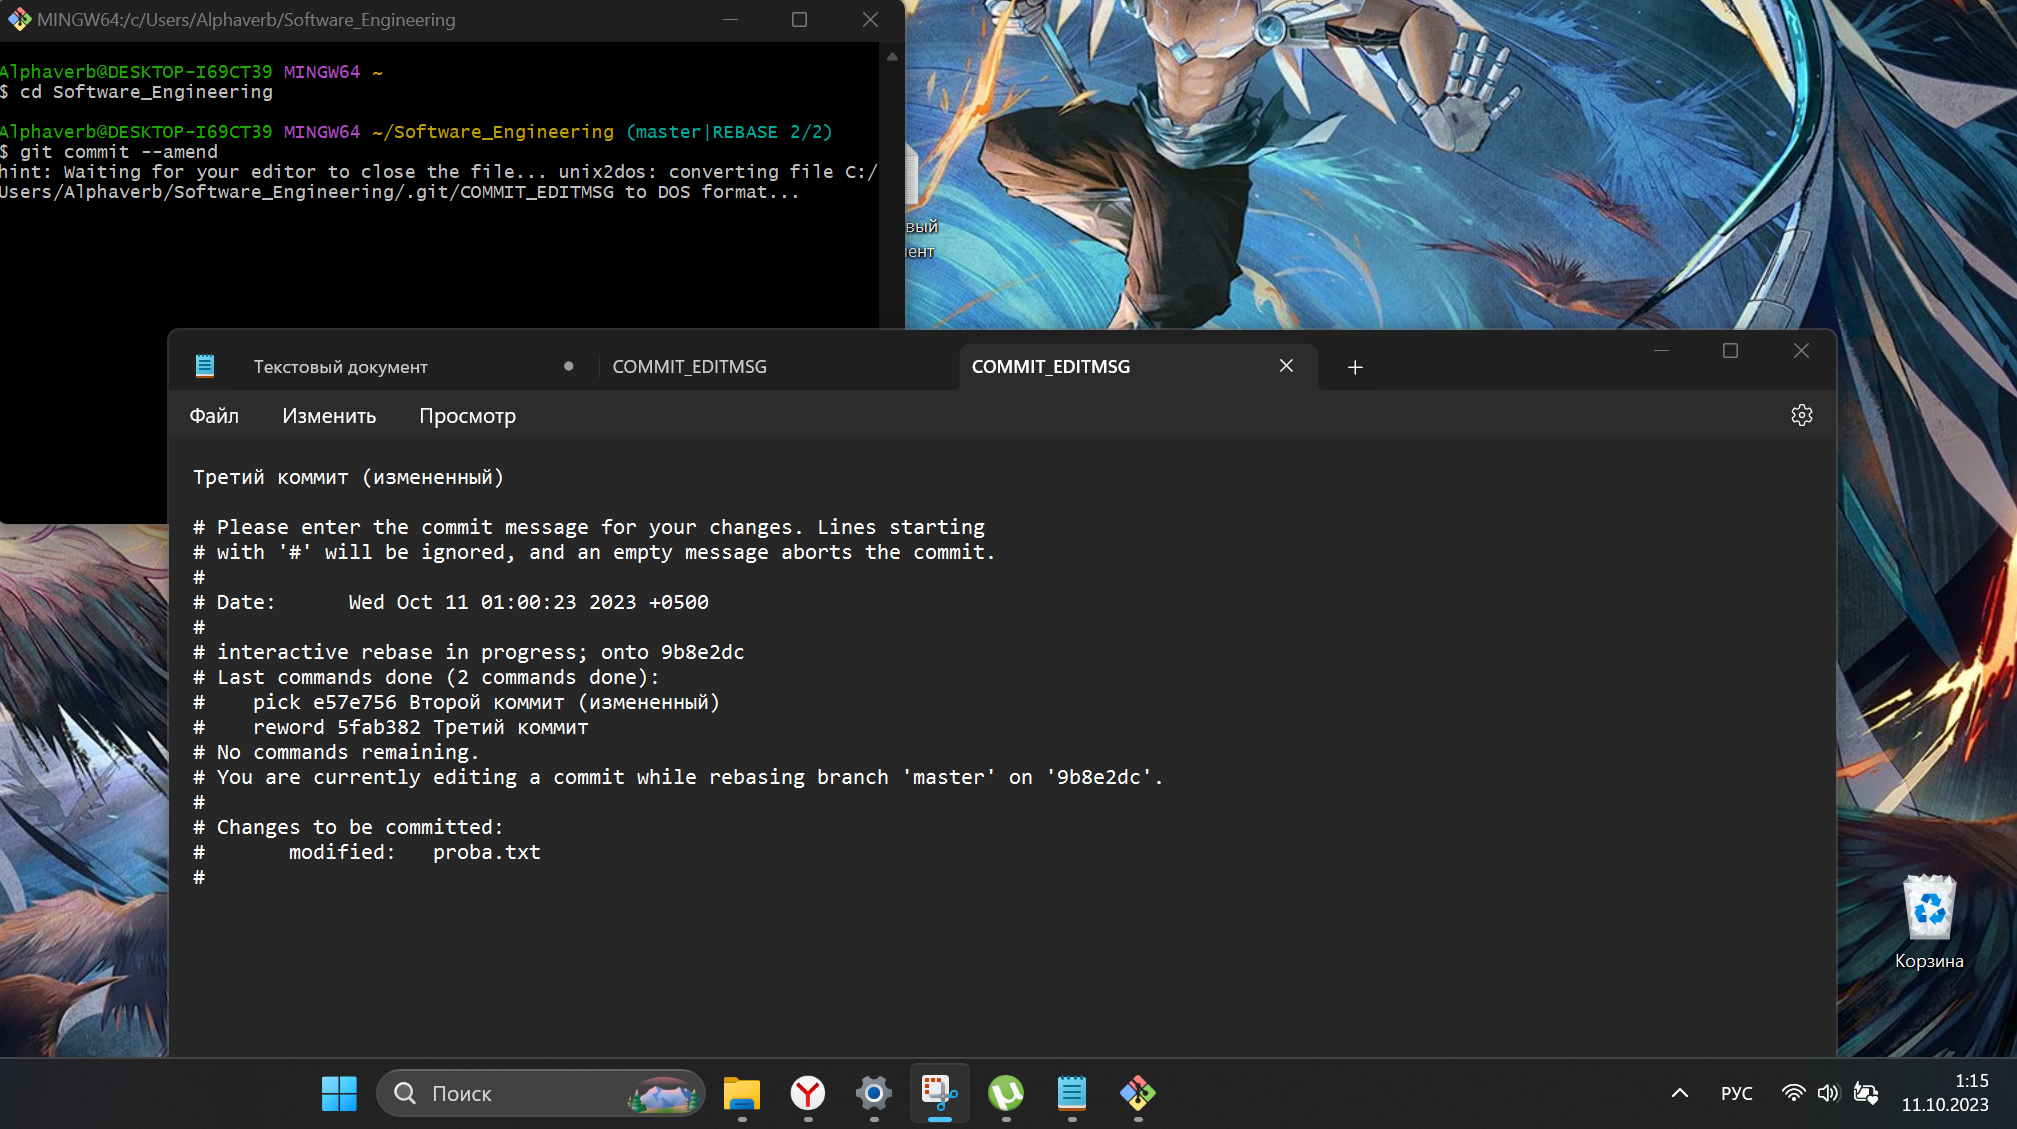 MINGW64:/c/Users/Alphaverb/Software_Engineering
Alphaverb@DESKTOP-I69CT39 MINGW64 ~
$ cd Software_Engineering
Alphaverb@DESKTOP-I69CT39 MINGW64 ~/Software_Engineering (master|REBASE 2/2)
$ git commit --amend
hint: Waiting for your editor to close the file... unix2dos: converting file C:/
Users/Alphaverb/Software_Engineering/.git/COMMIT_EDITMSG to DOS format...
вый
ент
Текстовый документ
COMMIT_EDITMSG
COMMIT_EDITMSG
Файл Изменить Просмотр
Третий коммит (измененный)
# Please enter the commit message for your changes. Lines starting
# with '#' will be ignored, and an empty message aborts the commit.
#
# Date:      Wed Oct 11 01:00:23 2023 +0500
#
# interactive rebase in progress; onto 9b8e2dc
# Last commands done (2 commands done):
#    pick e57e756 Второй коммит (измененный)
#    reword 5fab382 Третий коммит
# No commands remaining.
# You are currently editing a commit while rebasing branch 'master' on '9b8e2dc'.
#
# Changes to be committed:
#       modified:   proba.txt
#
Корзина
Поиск
РУС
1:15
11.10.2023